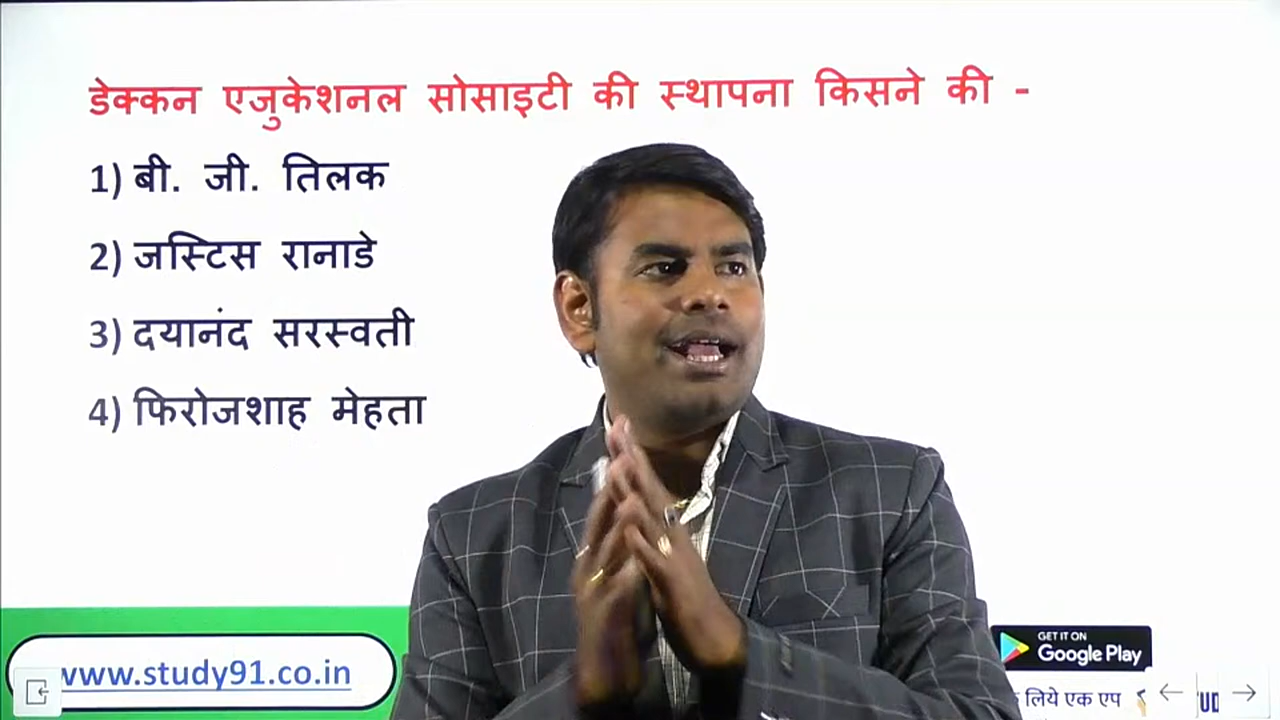 डेक्कन एजुकेशनल सोसाइटी की स्थापना किसने की -
1) बी. जी. तिलक
2) जस्टिस रानाडे
3) दयानंद सरस्वती
4) फिरोजशाह मेहता
www.study91.co.in
GET IT ON
Google Play
लिये एक एप